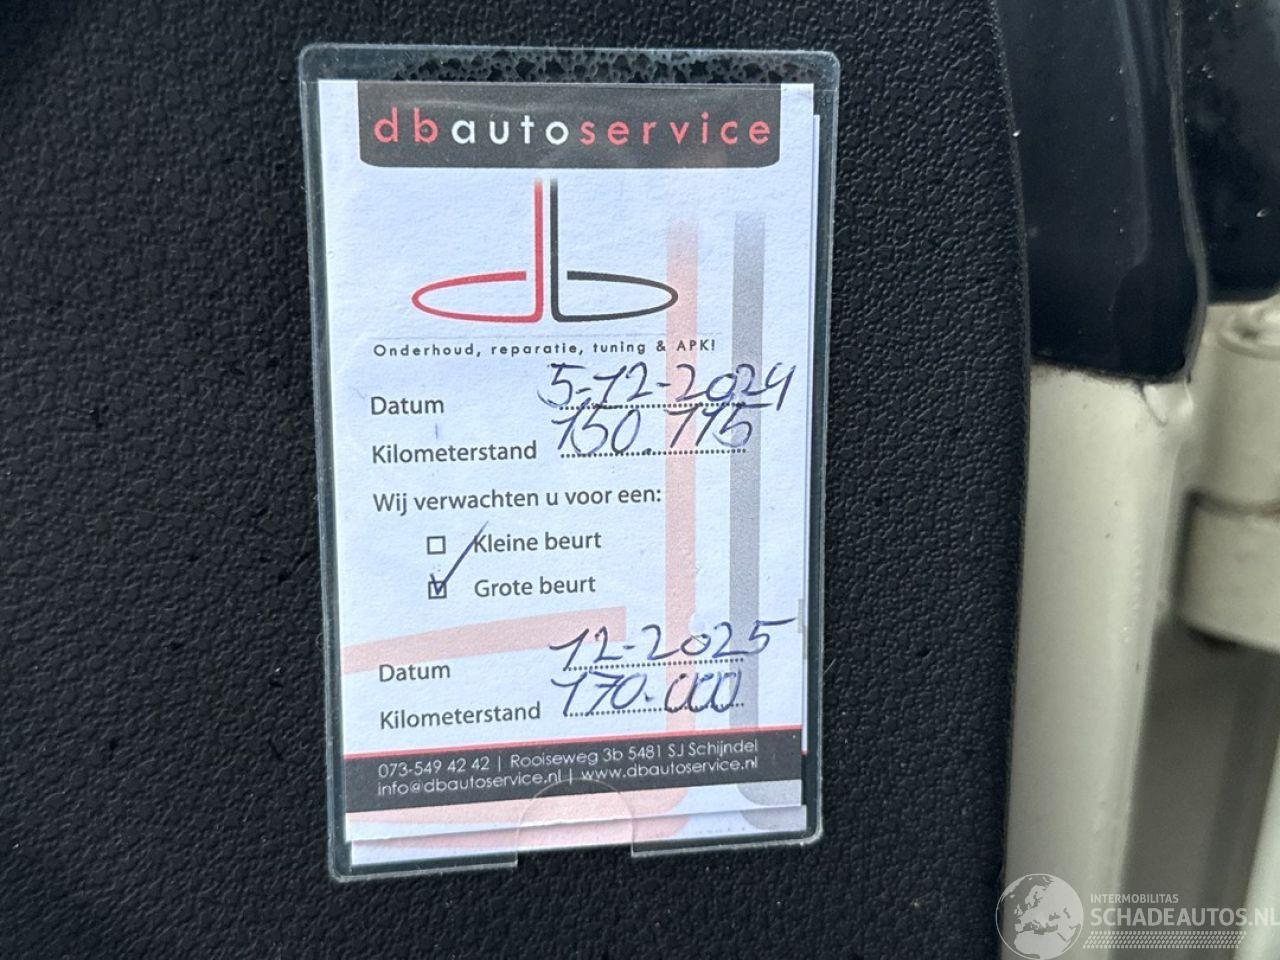 dbautoservice
db
Onderhoud, reparatie, tuning & APK!
Datum 5-12-2024
Kilometerstand 150.115
Wij verwachten u voor een:
Kleine beurt
Grote beurt
Datum 12-2025
Kilometerstand 170.000
073-549 42 42 | Rooiseweg 3b 5481 SJ Schijndel
info@dbautoservice.nl | www.dbautoservice.nl
INTERMOBILITAS
SCHADEAUTOS.NL